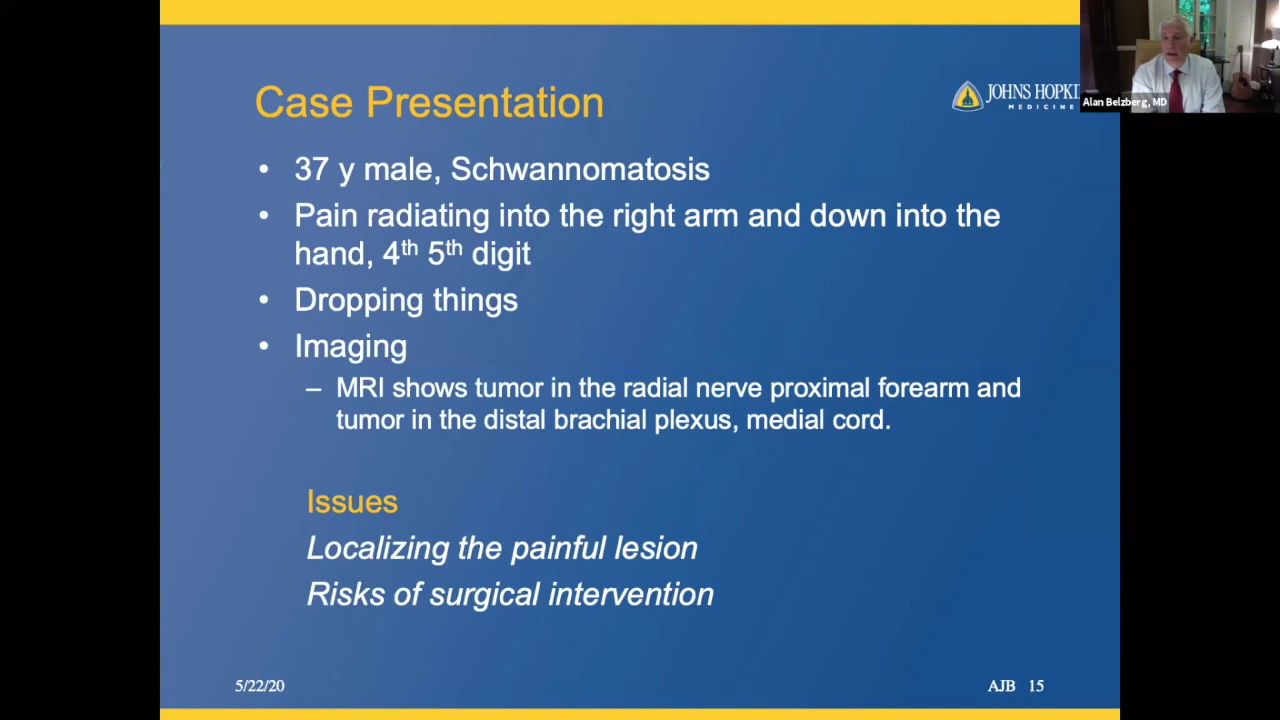 Case Presentation
JOHNS HOPKI
MEDICINE
Alan Belzberg, MD
• 37 y male, Schwannomatosis
• Pain radiating into the right arm and down into the
hand, 4th 5th digit
• Dropping things
• Imaging
– MRI shows tumor in the radial nerve proximal forearm and
tumor in the distal brachial plexus, medial cord.
Issues
Localizing the painful lesion
Risks of surgical intervention
5/22/20
AJB 15